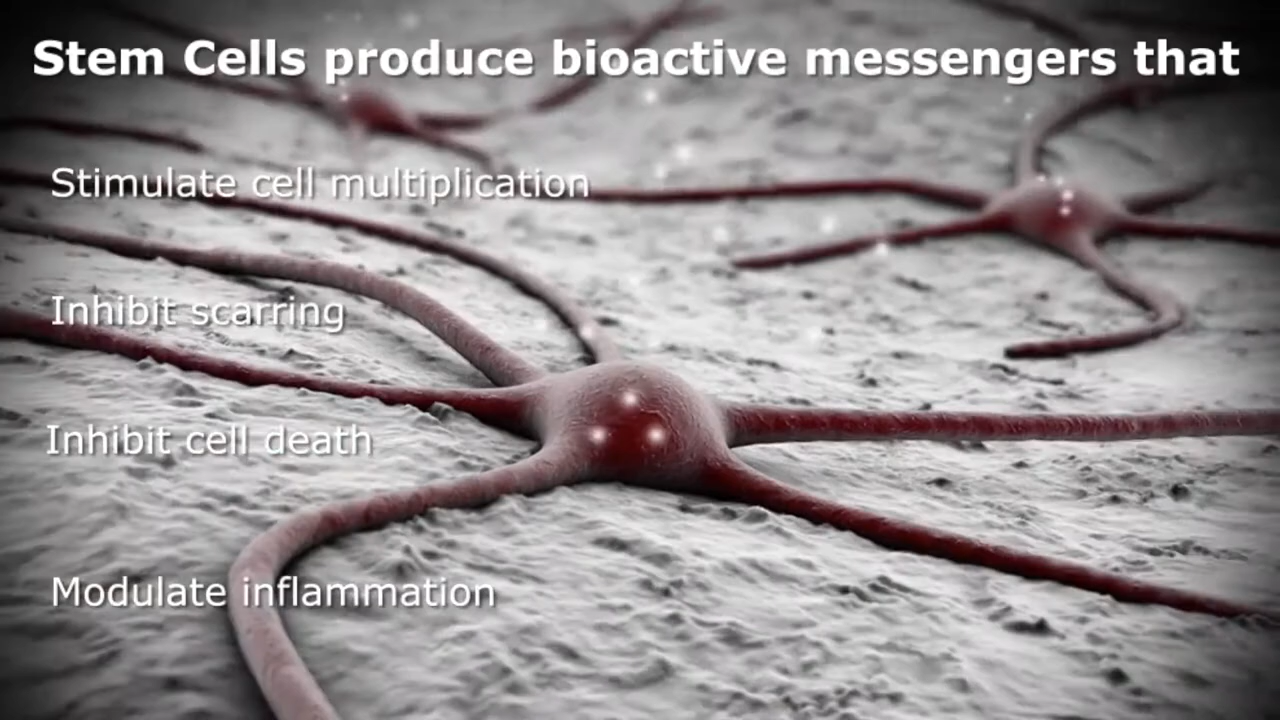 Stem Cells produce bioactive messengers that
Stimulate cell multiplication
Inhibit scarring
Inhibit cell death
Modulate inflammation